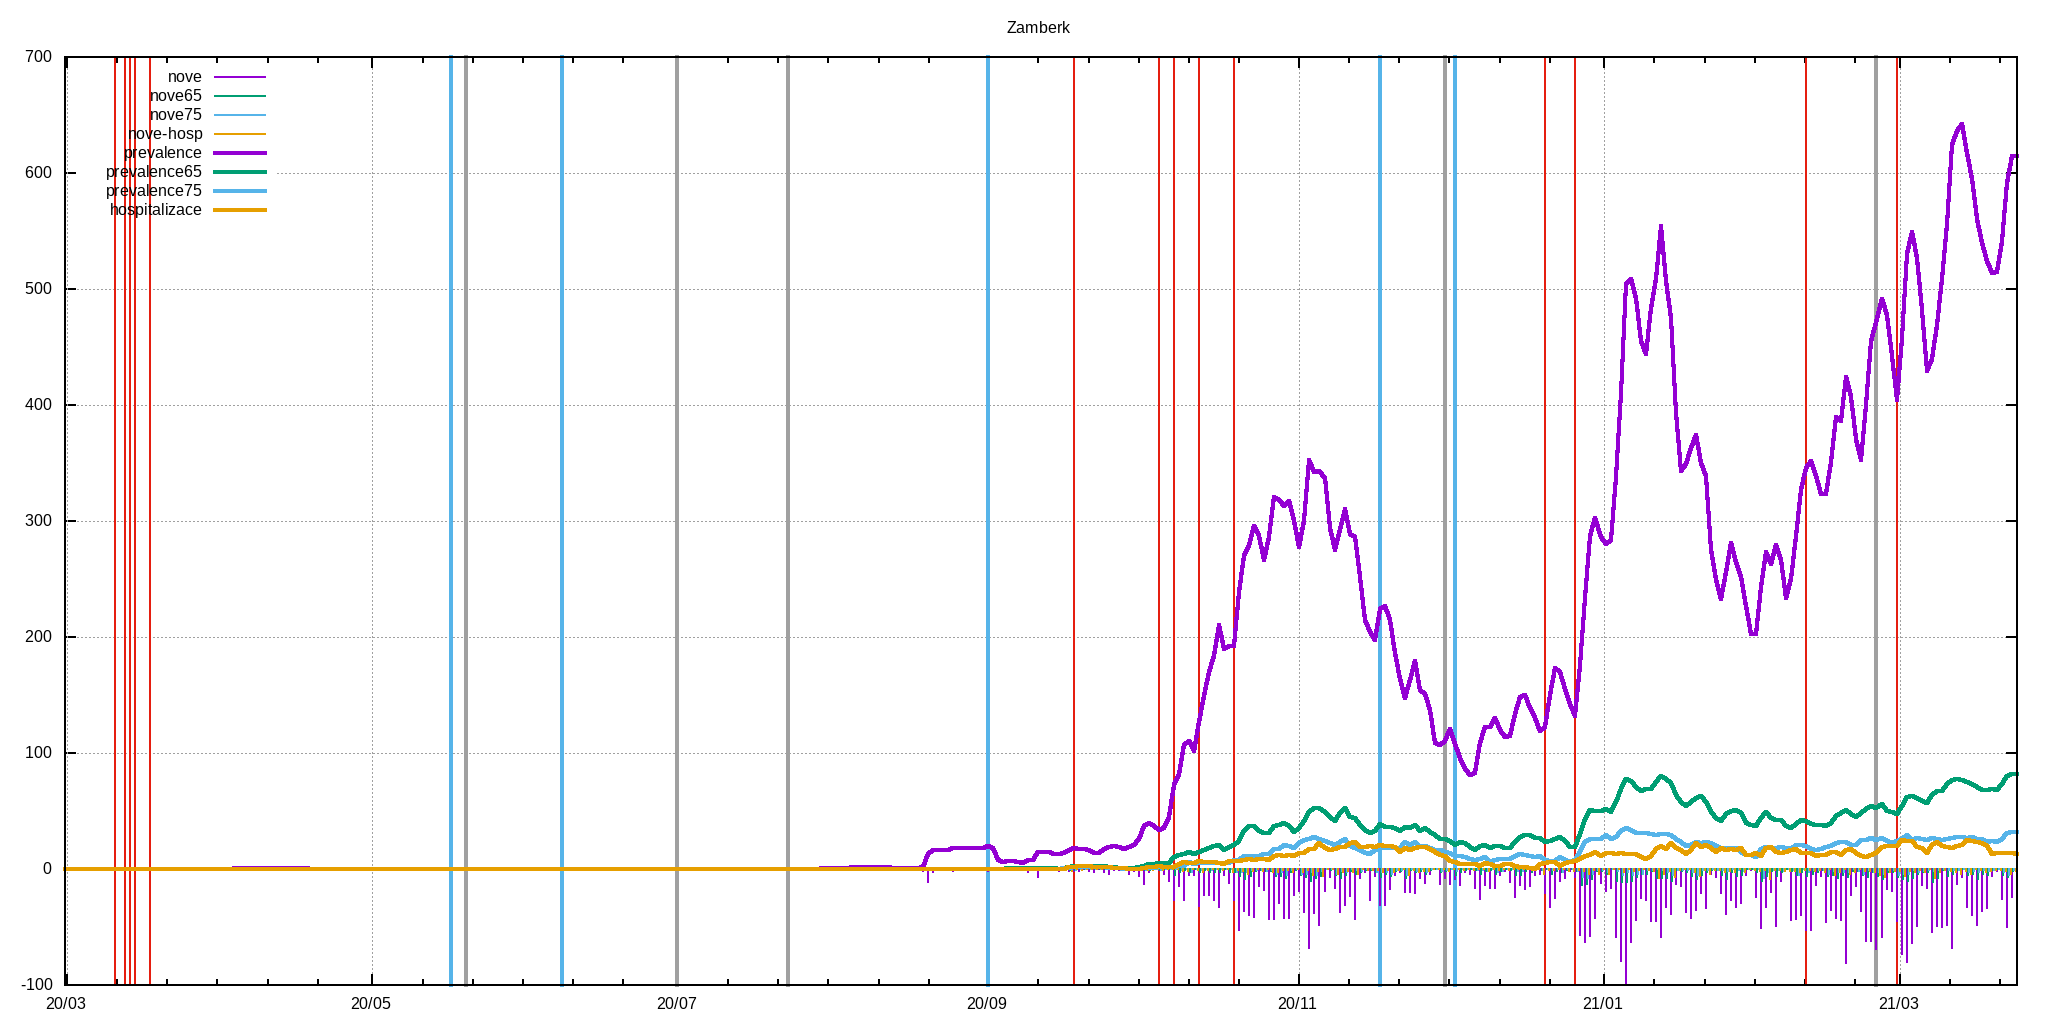 Zamberk
700
600
500
400
300
200
100
0
-100
nove
nove65
nove75
nove-hosp
prevalence
prevalence65
prevalence75
hospitalizace
20/03 20/05 20/07 20/09 20/11 21/01 21/03